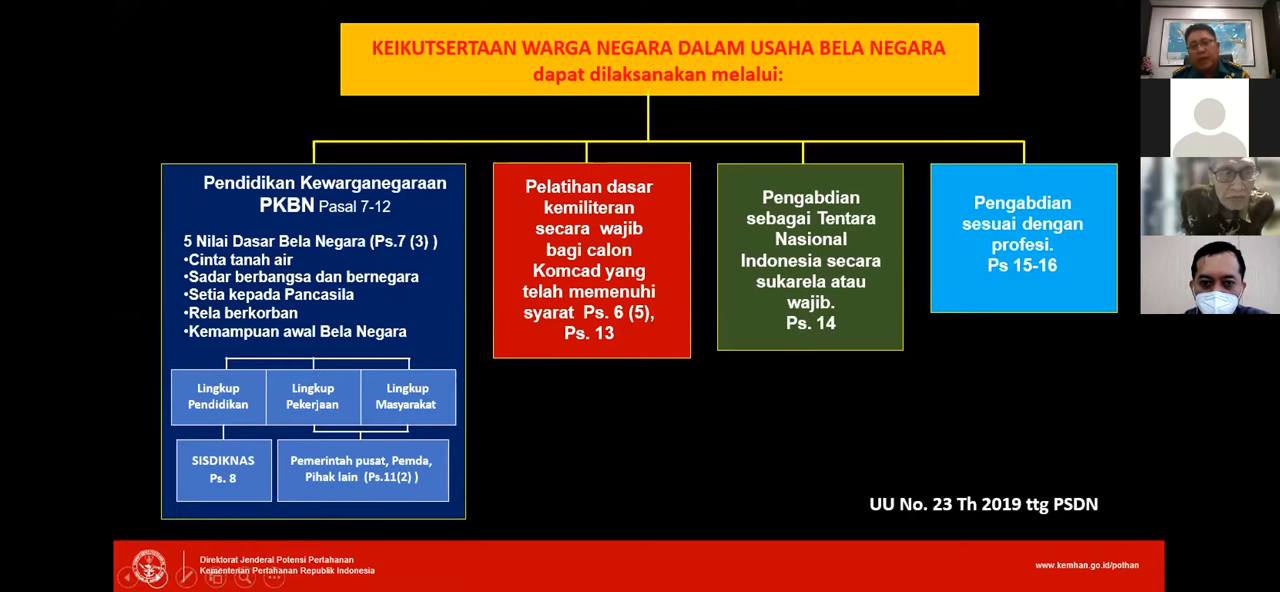 KEIKUTSERTAAN WARGA NEGARA DALAM USAHA BELA NEGARA
dapat dilaksanakan melalui:
Pendidikan Kewarganegaraan
PKBN Pasal 7-12
5 Nilai Dasar Bela Negara (Ps.7 (3) )
•Cinta tanah air
•Sadar berbangsa dan bernegara
•Setia kepada Pancasila
•Rela berkorban
•Kemampuan awal Bela Negara
Lingkup
Pendidikan
Lingkup
Pekerjaan
Lingkup
Masyarakat
SISDIKNAS
Ps. 8
Pemerintah pusat, Pemda,
Pihak lain (Ps.11(2) )
Pelatihan dasar
kemiliteran
secara wajib
bagi calon
Komcad yang
telah memenuhi
syarat Ps. 6 (5),
Ps. 13
Pengabdian
sebagai Tentara
Nasional
Indonesia secara
sukarela atau
wajib.
Ps. 14
Pengabdian
sesuai dengan
profesi.
Ps 15-16
UU No. 23 Th 2019 ttg PSDN
Direktorat Jenderal Potensi Pertahanan
Kementerian Pertahanan Republik Indonesia
www.kemhan.go.id/pothan